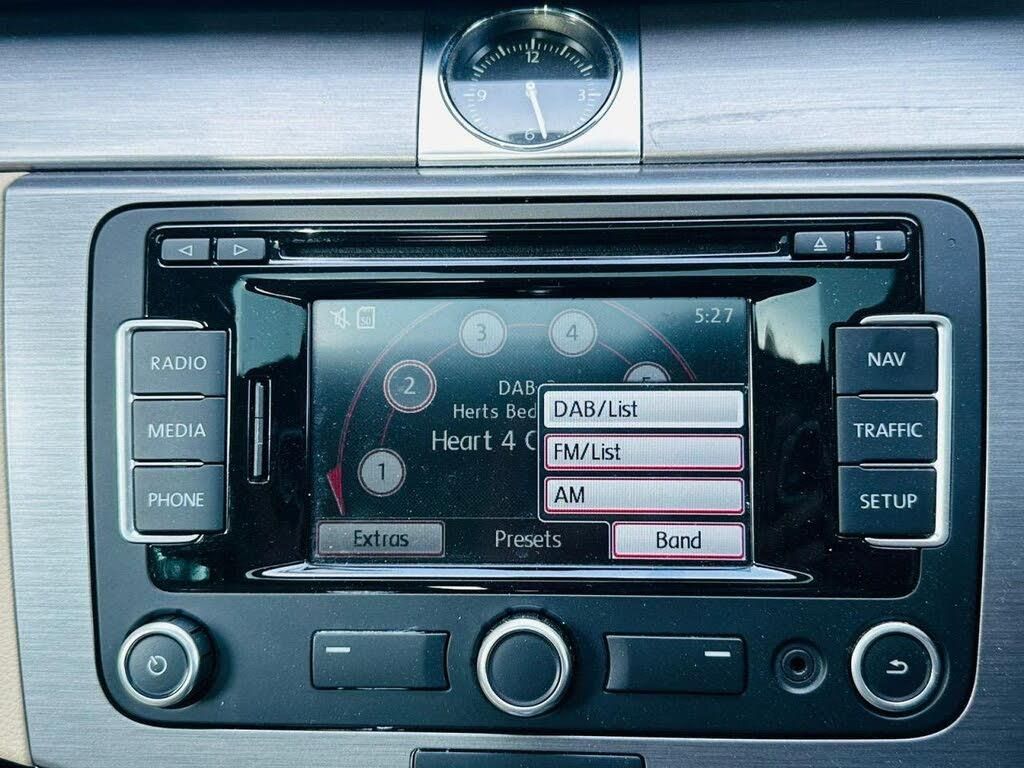 12
9
3
6
i
RADIO
MEDIA
PHONE
5:27
3
4
2
1
DAB
Herts Bed
Heart 4
DAB/List
FM/List
AM
Extras
Presets
Band
NAV
TRAFFIC
SETUP